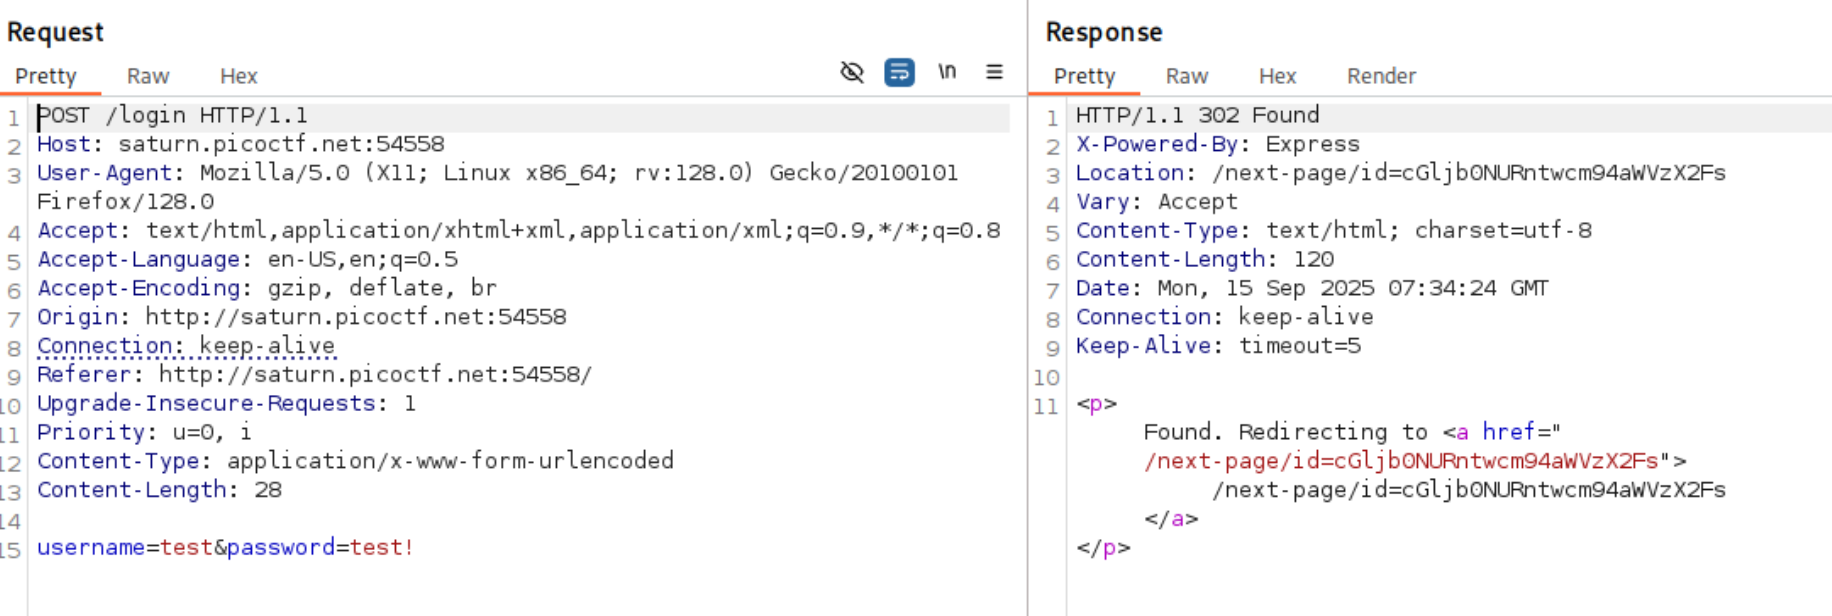 Request
Pretty Raw Hex
\n
1 POST /login HTTP/1.1
2 Host: saturn.picoctf.net:54558
3 User-Agent: Mozilla/5.0 (X11; Linux x86_64; rv:128.0) Gecko/20100101
Firefox/128.0
4 Accept: text/html,application/xhtml+xml,application/xml;q=0.9,*/*;q=0.8
5 Accept-Language: en-US,en;q=0.5
6 Accept-Encoding: gzip, deflate, br
7 Origin: http://saturn.picoctf.net:54558
8 Connection: keep-alive
9 Referer: http://saturn.picoctf.net:54558/
10 Upgrade-Insecure-Requests: 1
11 Priority: u=0, i
12 Content-Type: application/x-www-form-urlencoded
13 Content-Length: 28
14
15 username=test&password=test!
Response
Pretty Raw Hex Render
1 HTTP/1.1 302 Found
2 X-Powered-By: Express
3 Location: /next-page/id=cGljb0NURntwcm94aWVzX2Fs
4 Vary: Accept
5 Content-Type: text/html; charset=utf-8
6 Content-Length: 120
7 Date: Mon, 15 Sep 2025 07:34:24 GMT
8 Connection: keep-alive
9 Keep-Alive: timeout=5
10
11 <p>
Found. Redirecting to <a href="
/next-page/id=cGljb0NURntwcm94aWVzX2Fs">
/next-page/id=cGljb0NURntwcm94aWVzX2Fs
</a>
</p>